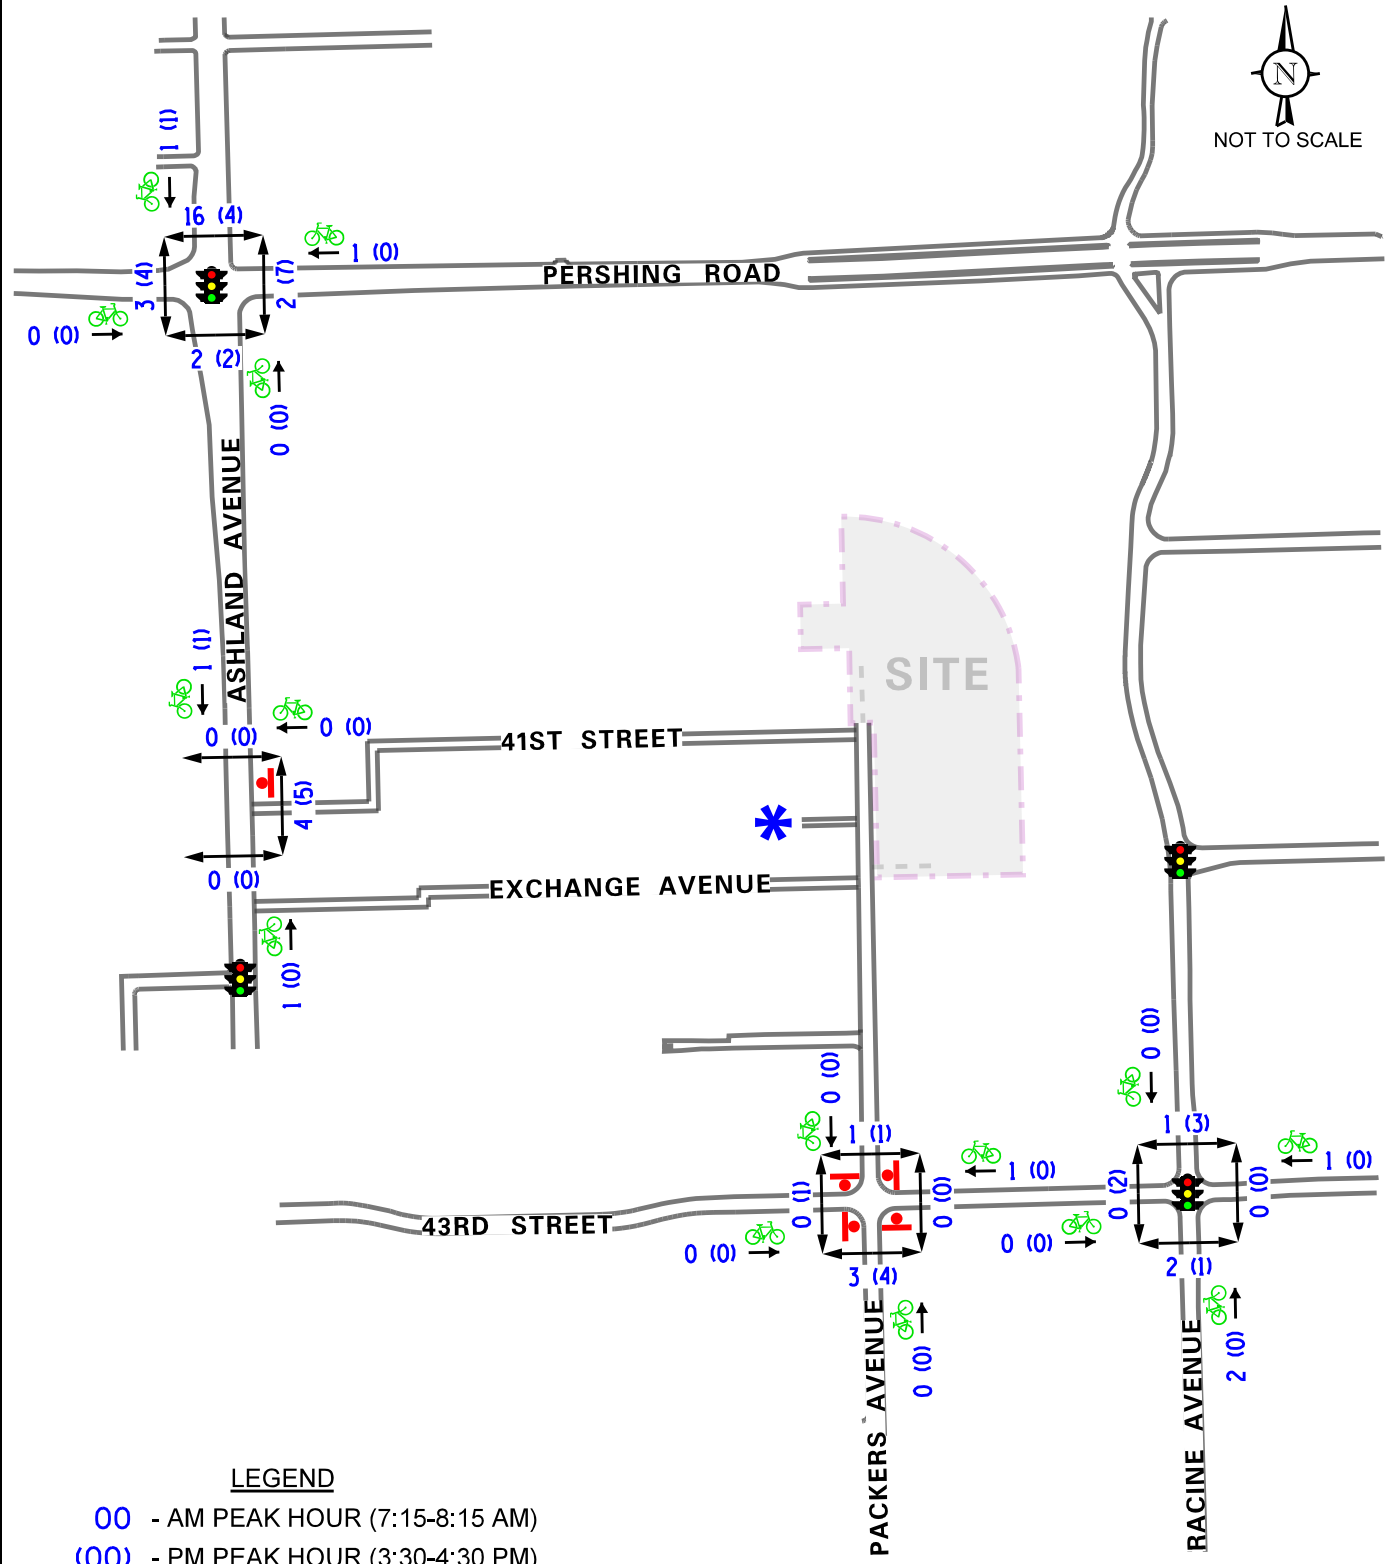 N
NOT TO SCALE
1 (1)
16 (4)
1 (0)
3 (4)
2 (7)
PERSHING ROAD
0 (0)
2 (2)
0 (0)
ASHLAND AVENUE
1 (1)
SITE
0 (0)
0 (0)
41ST STREET
4 (5)
*
0 (0)
EXCHANGE AVENUE
1 (0)
0 (0)
0 (0)
1 (1)
1 (3)
0 (1)
0 (0)
1 (0)
0 (2)
0 (0)
1 (0)
43RD STREET
0 (0)
0 (0)
3 (4)
2 (1)
0 (0)
2 (0)
PACKERS AVENUE
RACINE AVENUE
LEGEND
00 - AM PEAK HOUR (7:15-8:15 AM)
(00) - PM PEAK HOUR (3:30-4:30 PM)